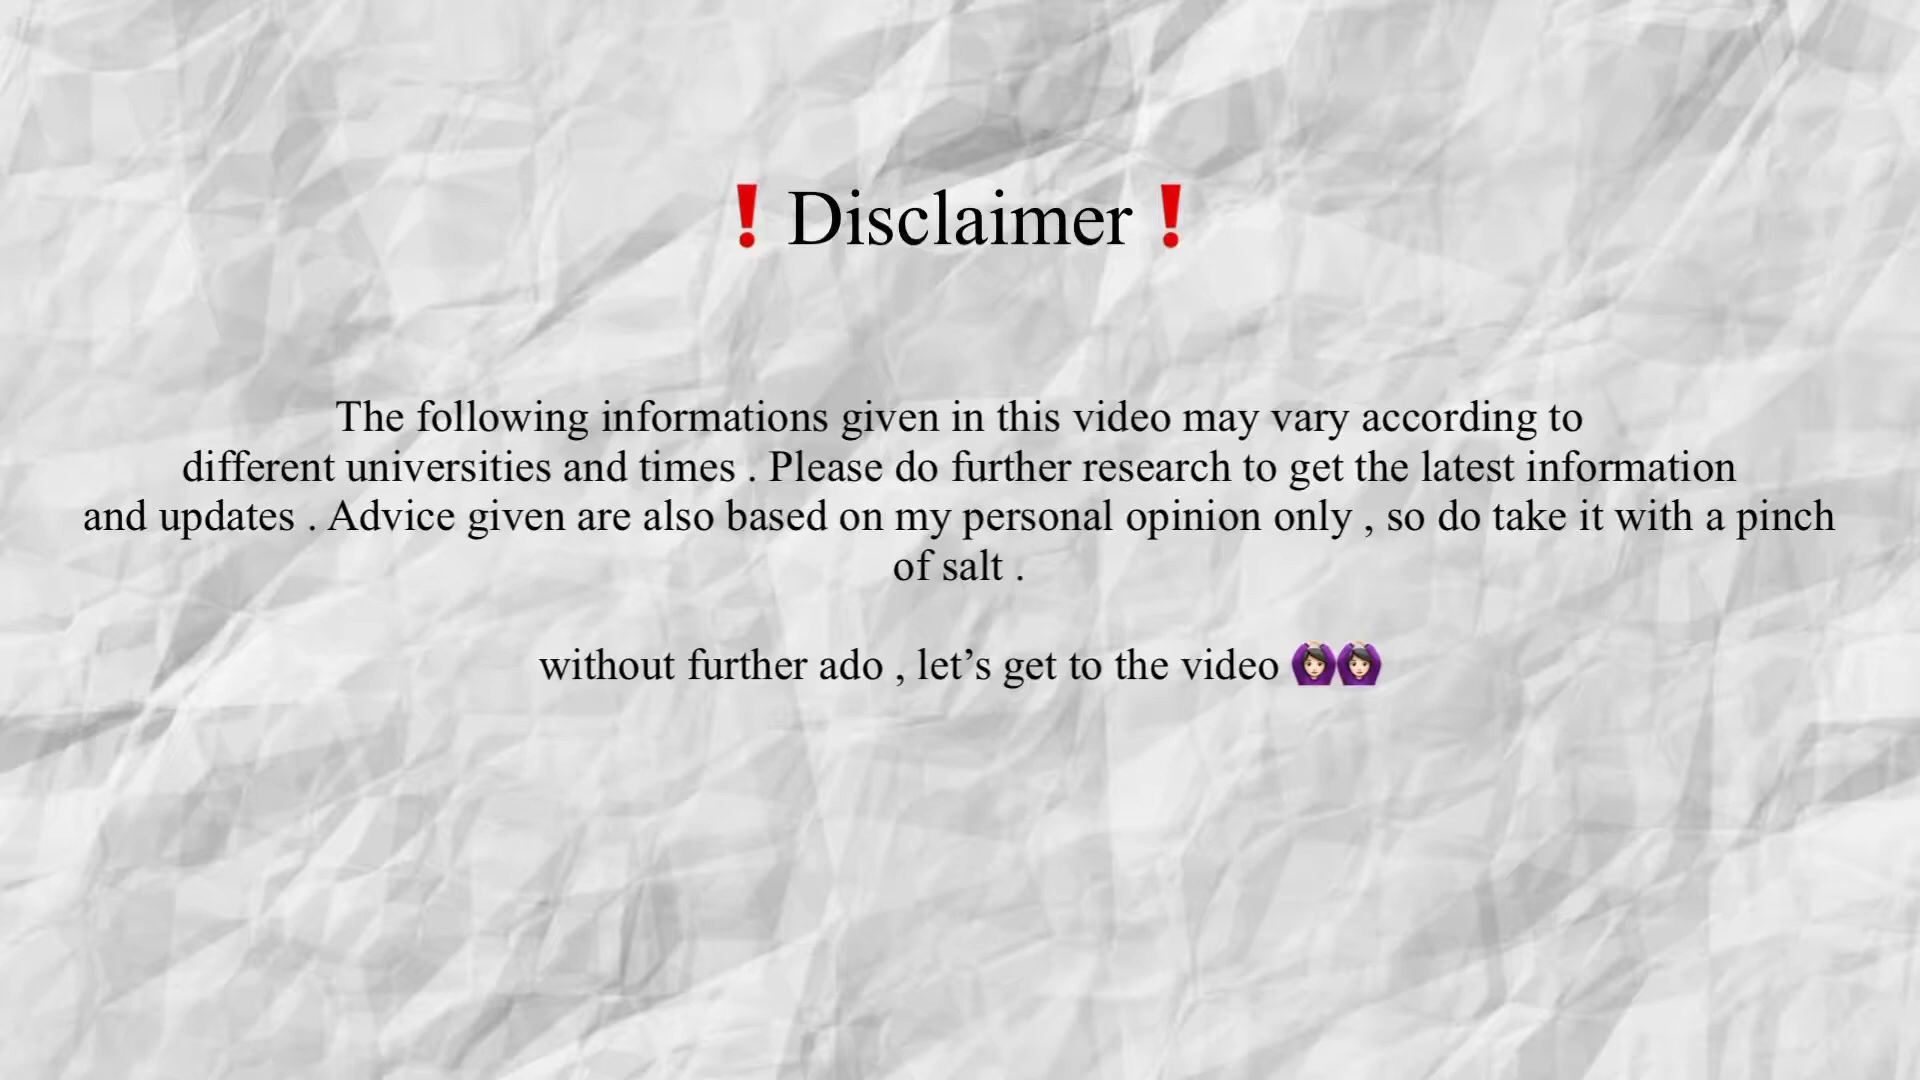 ❗Disclaimer❗
The following informations given in this video may vary according to
different universities and times . Please do further research to get the latest information
and updates . Advice given are also based on my personal opinion only , so do take it with a pinch
of salt .
without further ado , let’s get to the video 🙆🏻‍♀️🙆🏻‍♀️